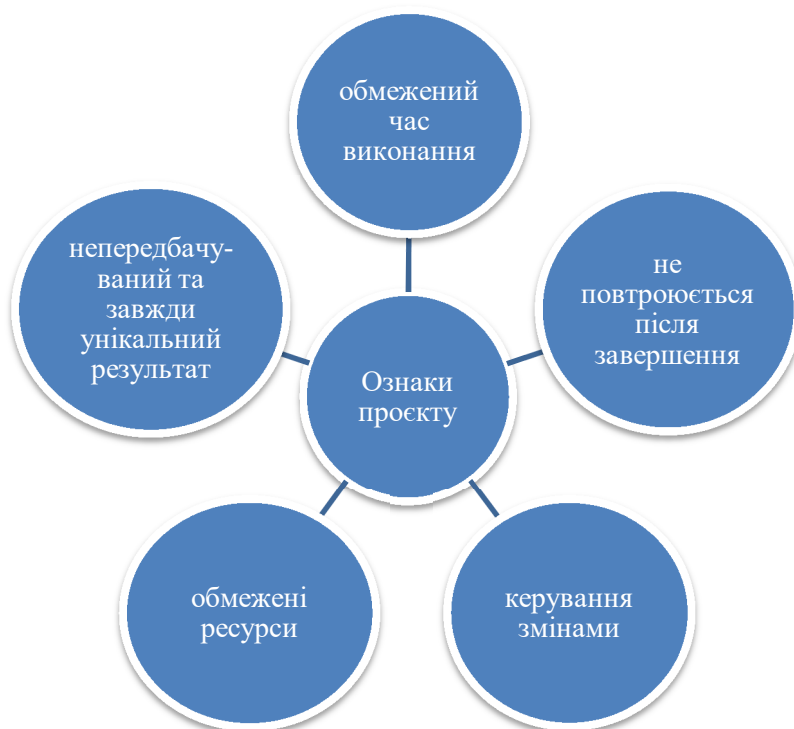 обмежений
час
виконання
непередбачу-
ваний та
завжди
унікальний
результат
не
повтроюється
після
завершення
Ознаки
проєкту
обмежені
ресурси
керування
змінами